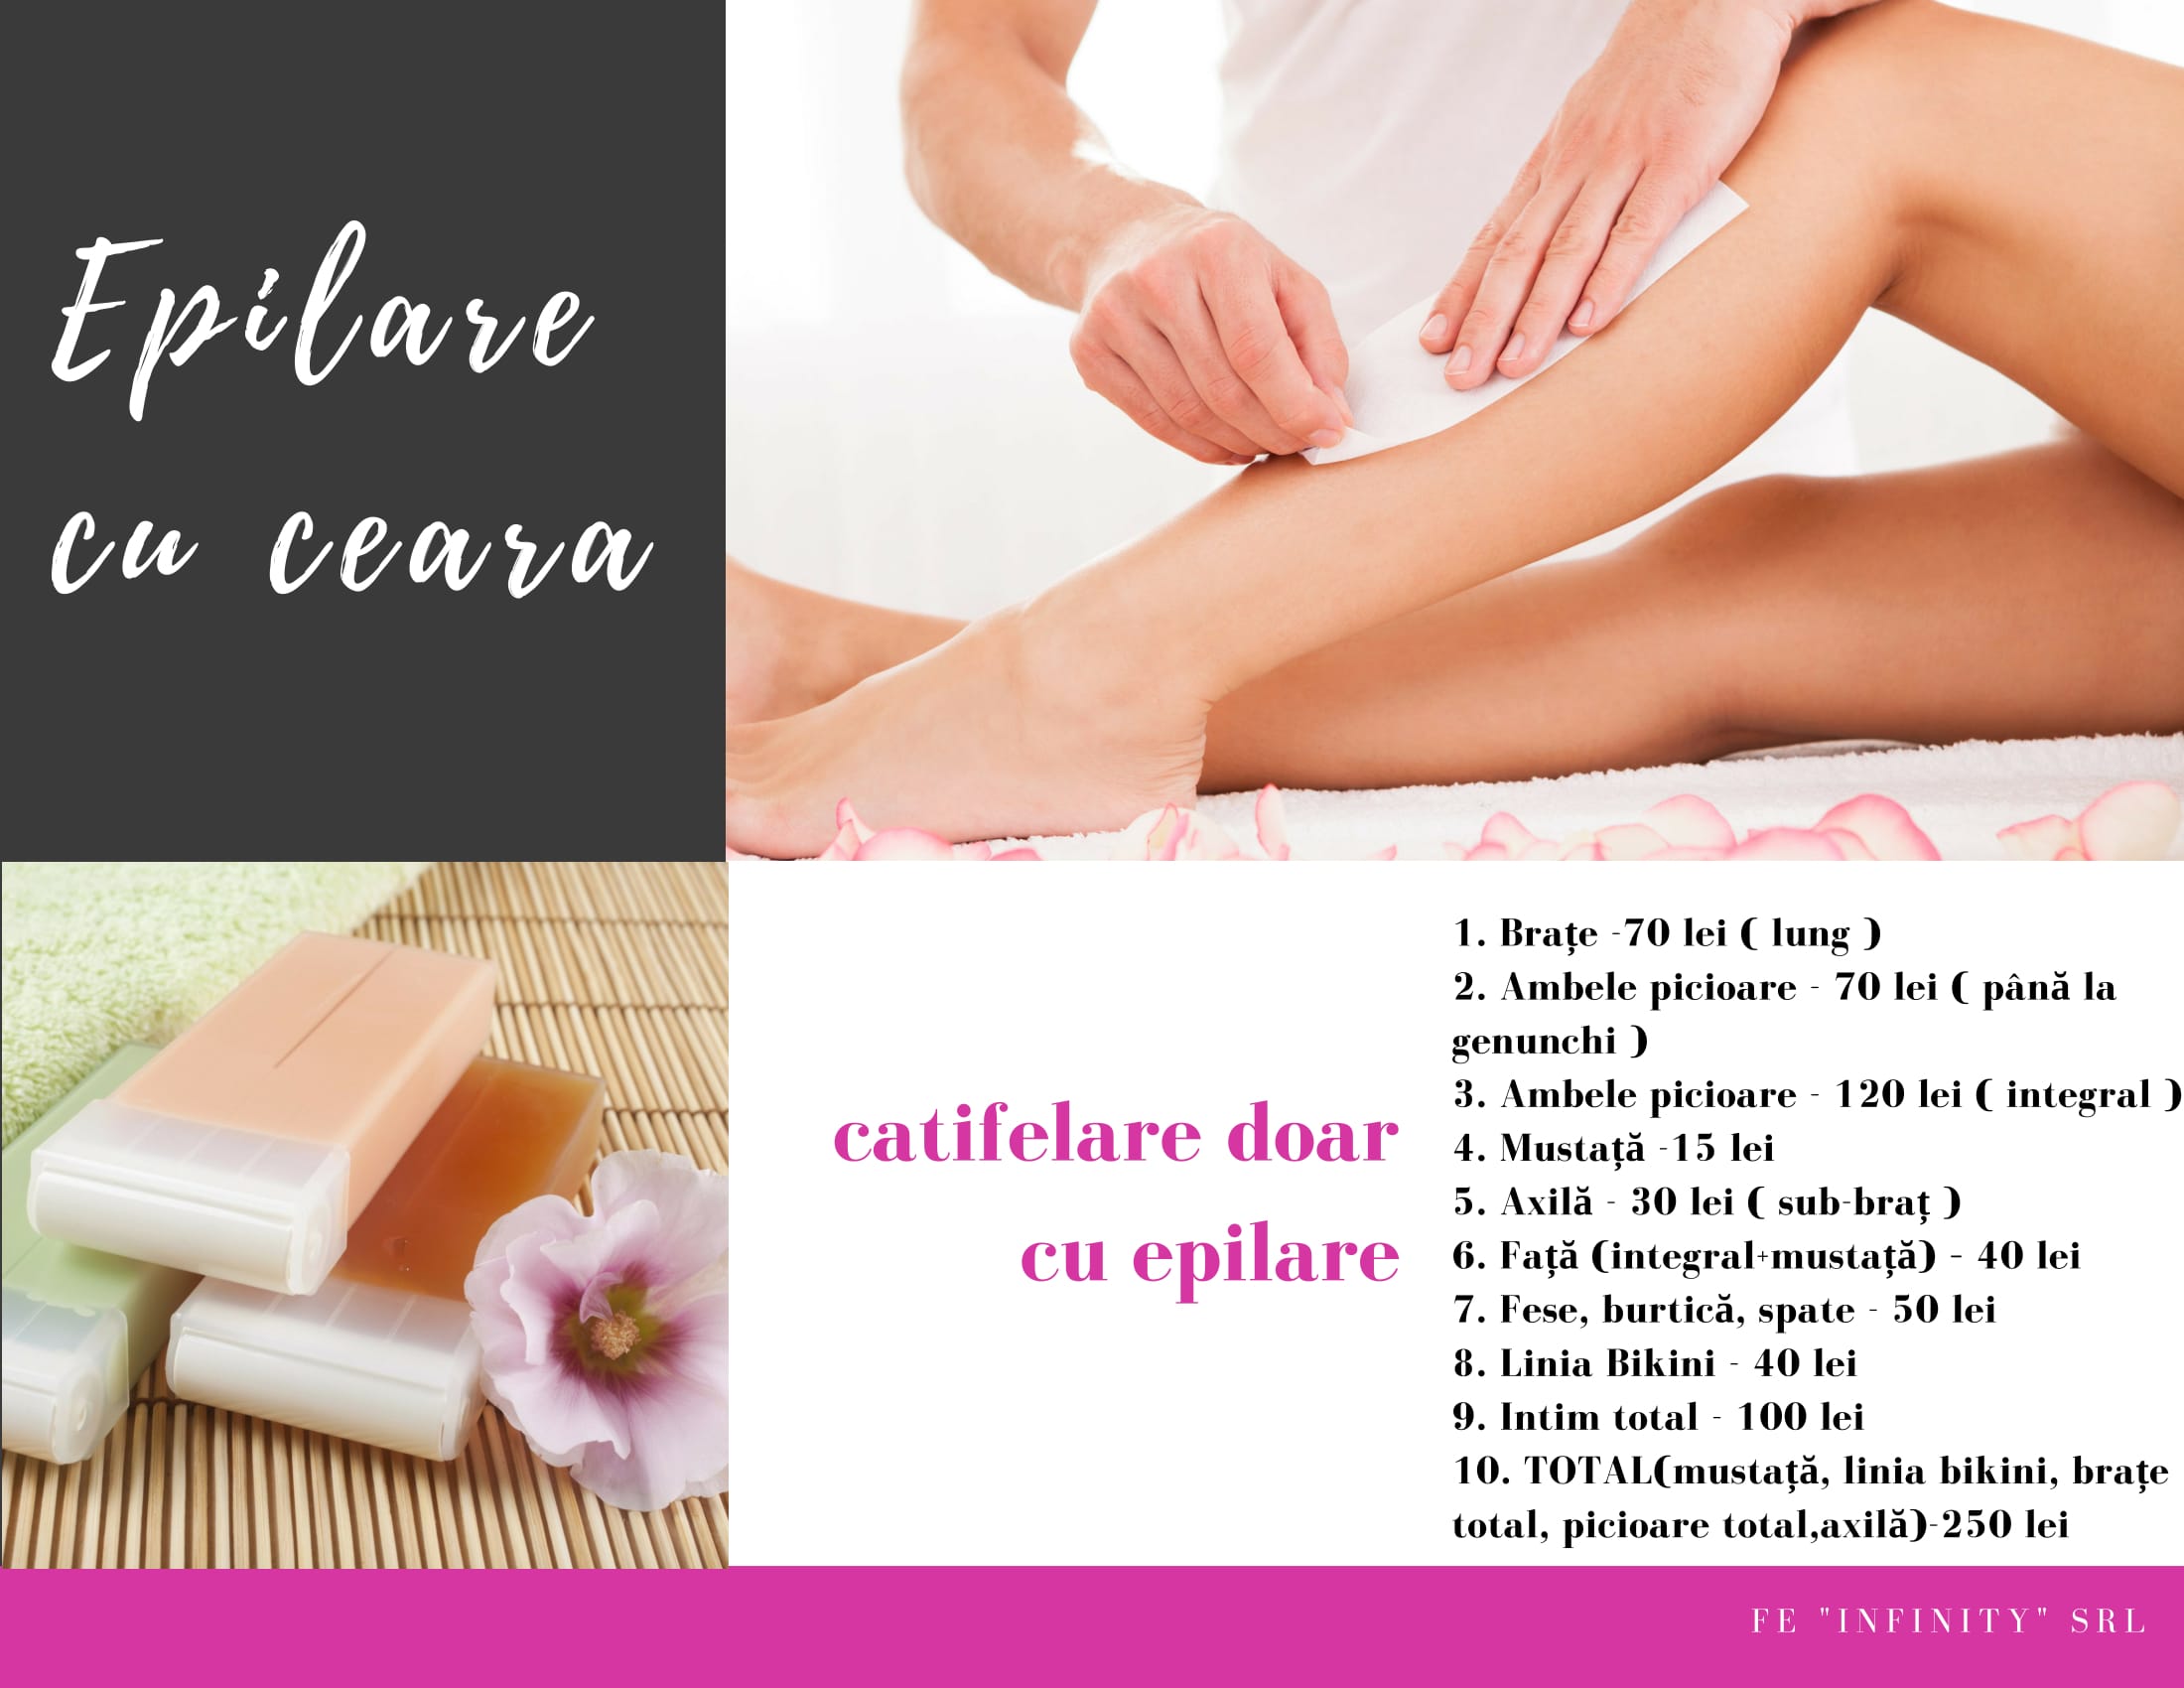 Epilare
cu ceara
catifelare doar
cu epilare
1. Brațe -70 lei ( lung )
2. Ambele picioare - 70 lei ( până la
genunchi )
3. Ambele picioare - 120 lei ( integral )
4. Mustață -15 lei
5. Axilă - 30 lei ( sub-braț )
6. Față (integral+mustață) - 40 lei
7. Fese, burtică, spate - 50 lei
8. Linia Bikini - 40 lei
9. Intim total - 100 lei
10. TOTAL(mustață, linia bikini, brațe
total, picioare total,axilă)-250 lei
FE "INFINITY" SRL